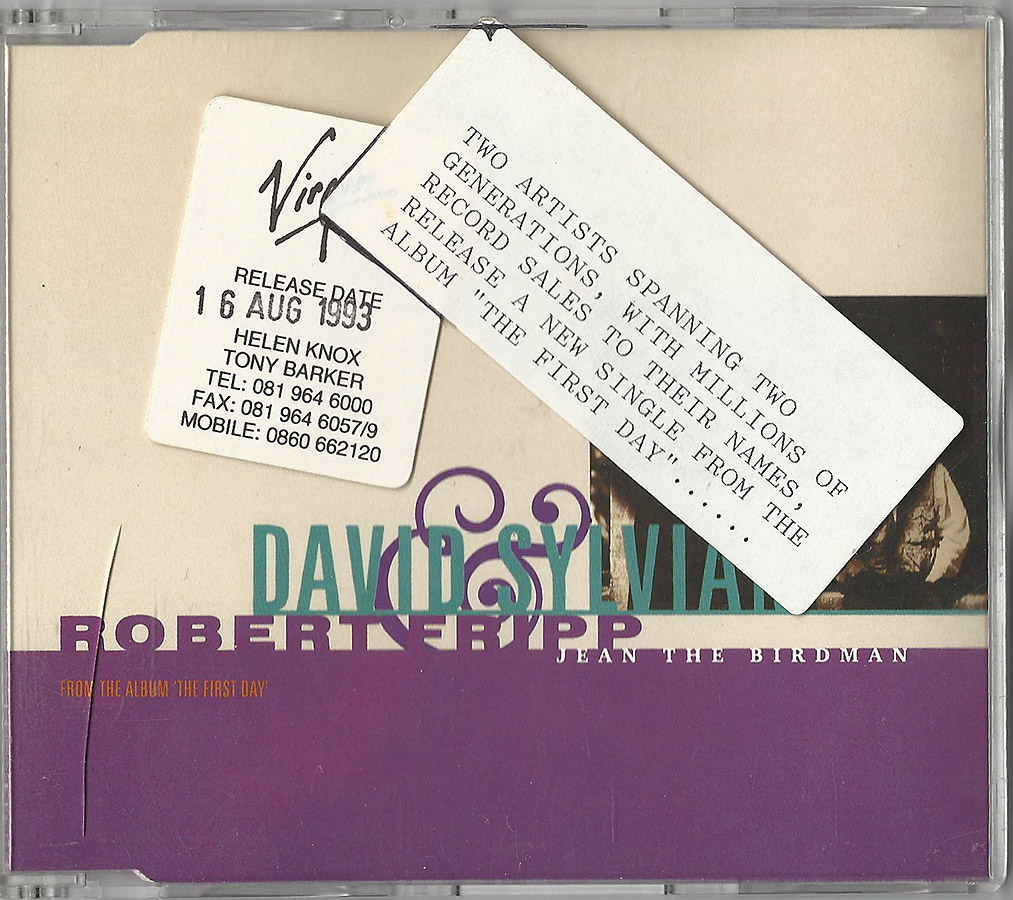 Virgin
RELEASE DATE
16 AUG 1993
HELEN KNOX
TONY BARKER
TEL: 081 964 6000
FAX: 081 964 6057/9
MOBILE: 0860 662120
TWO ARTISTS SPANNING TWO
GENERATIONS, WITH MILLIONS OF
RECORD SALES TO THEIR NAMES,
RELEASE A NEW SINGLE FROM THE
ALBUM "THE FIRST DAY"......
DAVID SYLVIAN
&
ROBERT FRIPP
JEAN THE BIRDMAN
FROM THE ALBUM 'THE FIRST DAY'